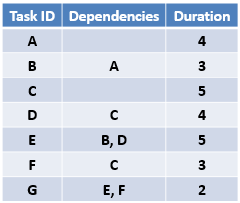 Task ID Dependencies Duration
A 4
B A 3
C 5
D C 4
E B, D 5
F C 3
G E, F 2